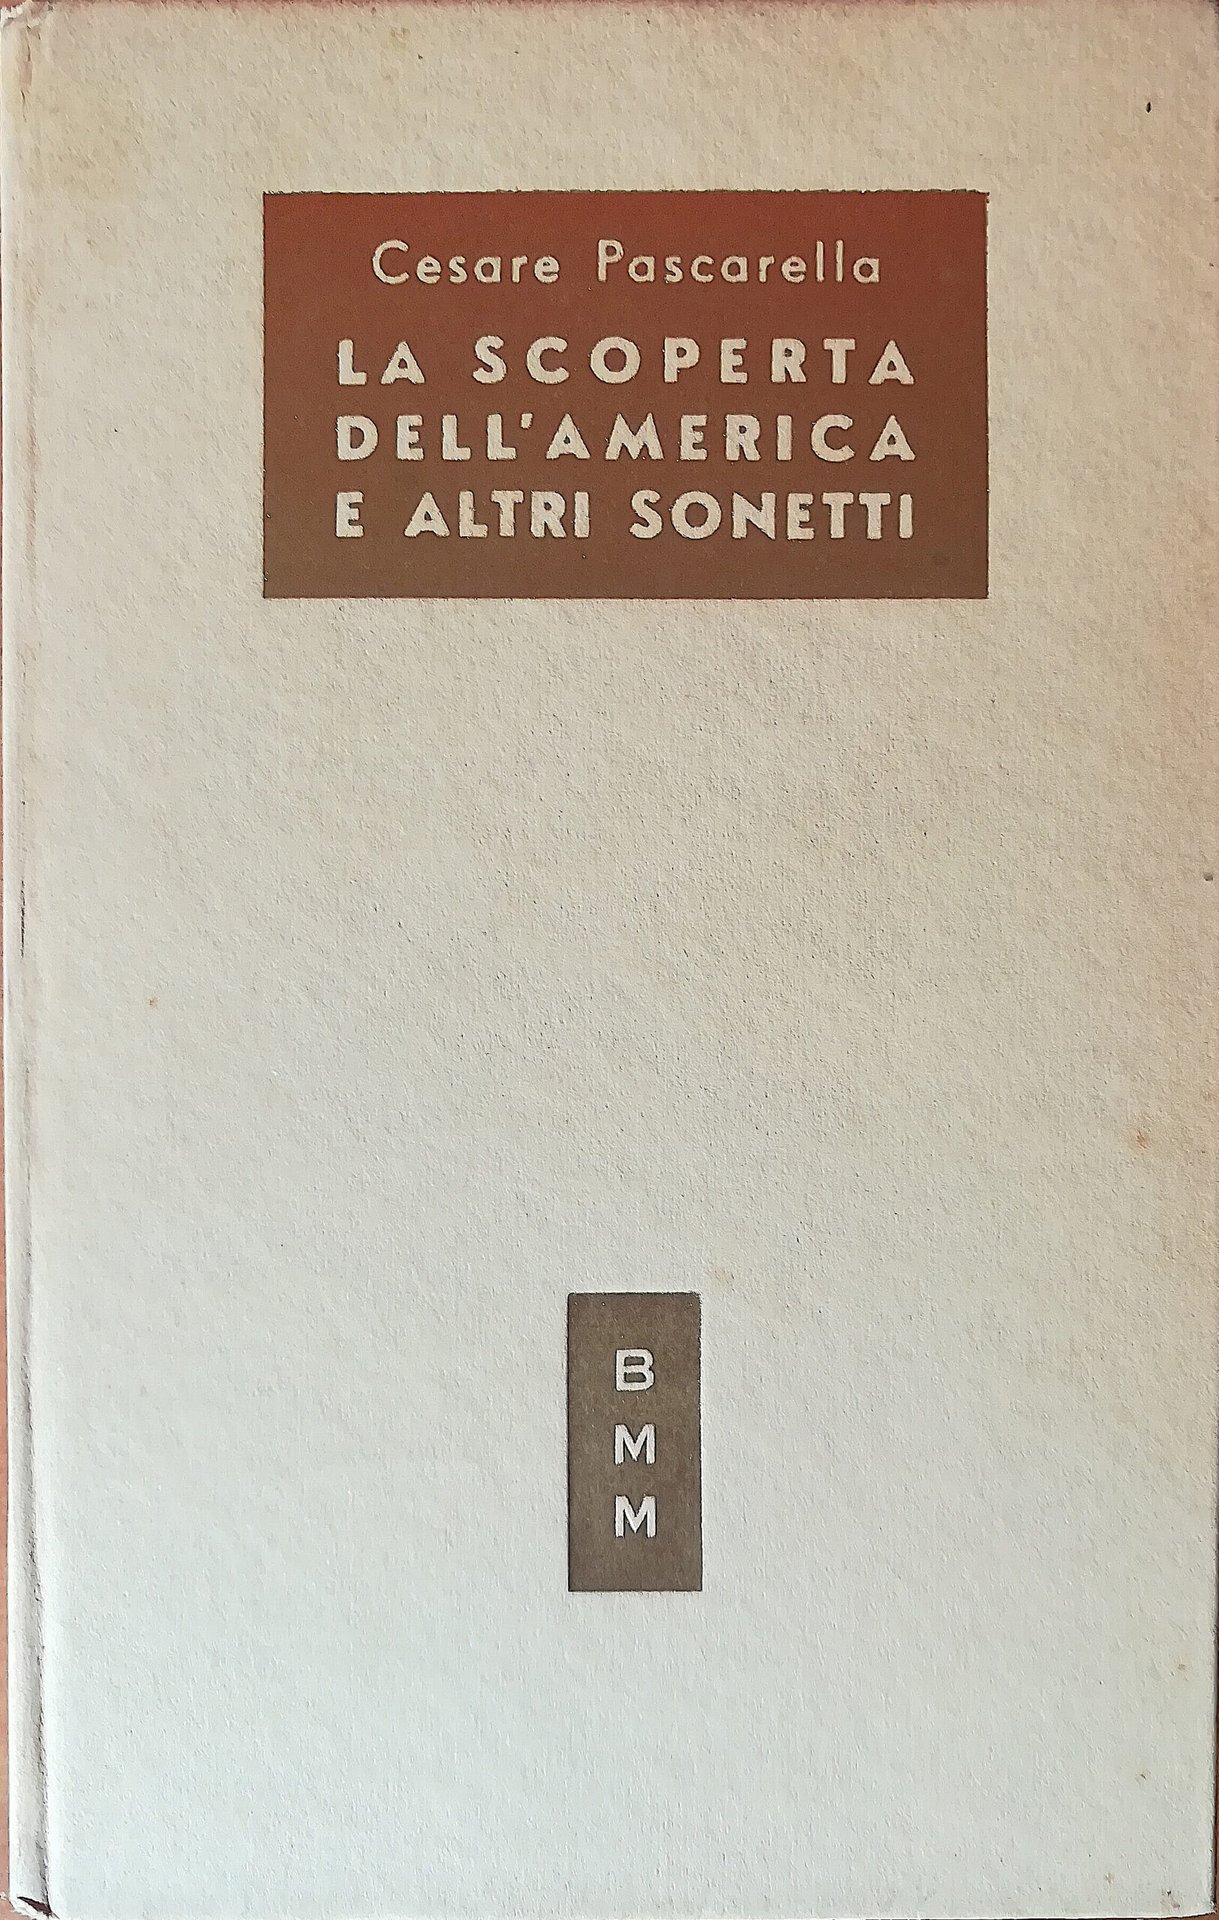 Cesare Pascarella
LA SCOPERTA
DELL'AMERICA
E ALTRI SONETTI
B
M
M